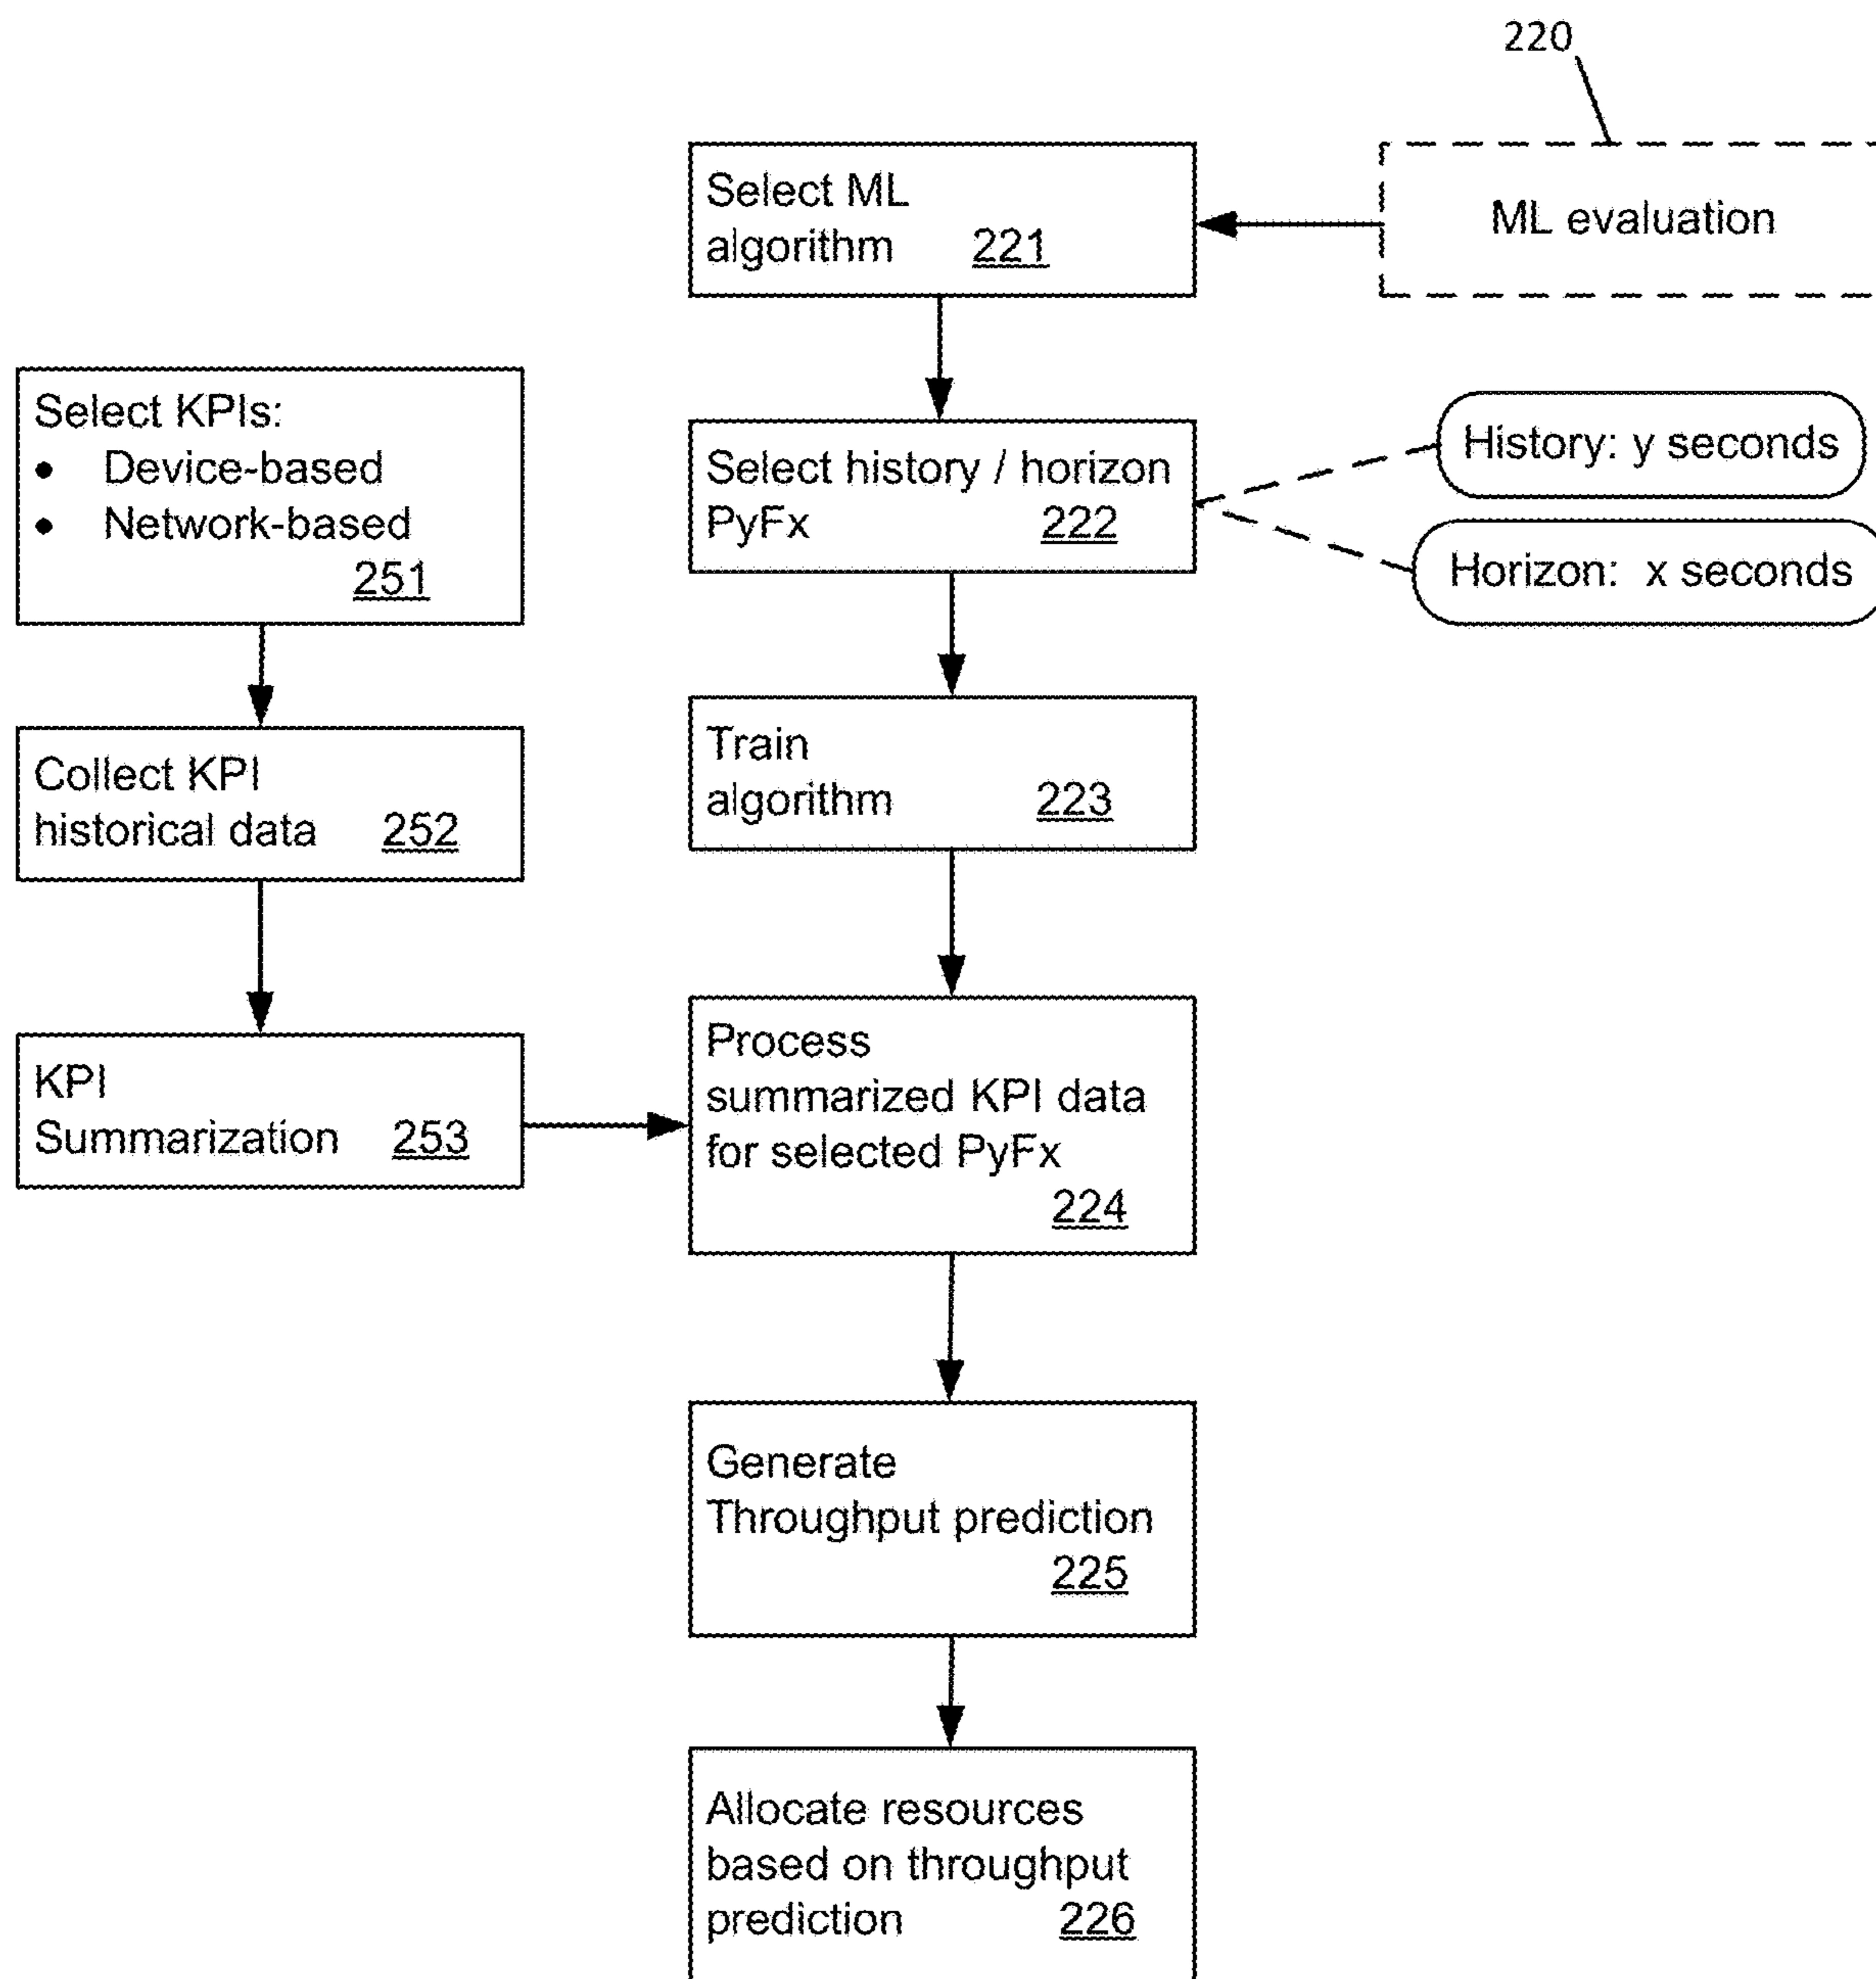 220
Select ML
algorithm 221
ML evaluation
Select KPIs:
• Device-based
• Network-based
251
Select history / horizon
PyFx 222
History: y seconds
Horizon: x seconds
Collect KPI
historical data 252
Train
algorithm 223
KPI
Summarization 253
Process
summarized KPI data
for selected PyFx
224
Generate
Throughput prediction
225
Allocate resources
based on throughput
prediction 226